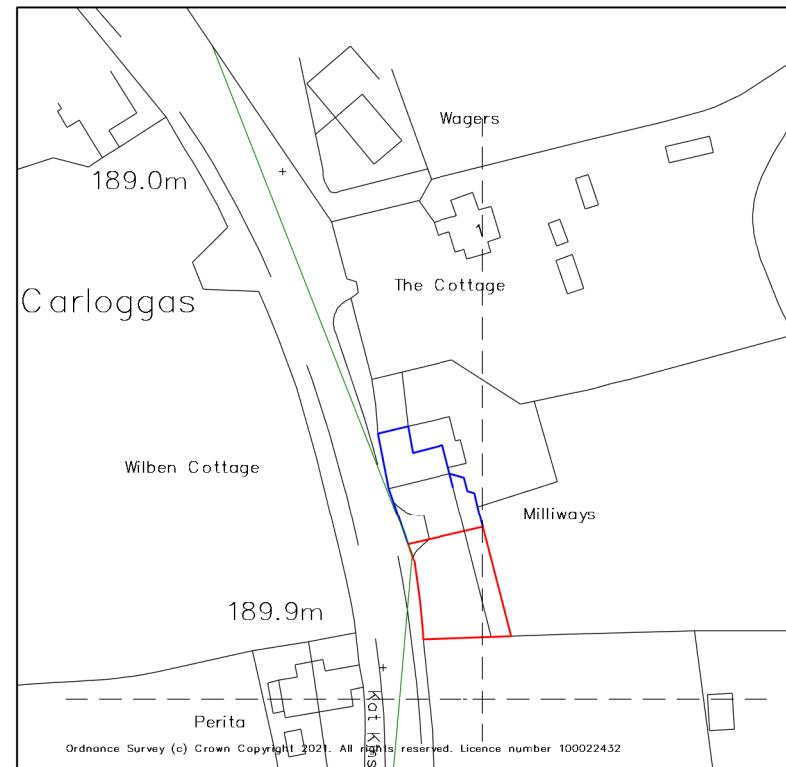 Wagers
189.0m
1
The Cottage
Carloggas
Wilben Cottage
Milliways
189.9m
Perita
Ordnance Survey (c) Crown Copyright 2021. All rights reserved. Licence number 100022432